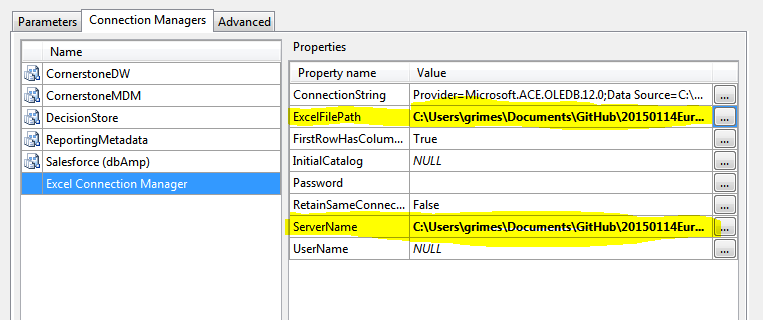 Parameters Connection Managers Advanced
Name
CornerstoneDW
CornerstoneMDM
DecisionStore
ReportingMetadata
Salesforce (dbAmp)
Excel Connection Manager
Properties
Property name Value
ConnectionString Provider=Microsoft.ACE.OLEDB.12.0;Data Source=C:\... ...
ExcelFilePath C:\Users\grimes\Documents\GitHub\20150114Eur... ...
FirstRowHasColum... True ...
InitialCatalog NULL ...
Password ...
RetainSameConnec... False ...
ServerName C:\Users\grimes\Documents\GitHub\20150114Eur... ...
UserName NULL ...